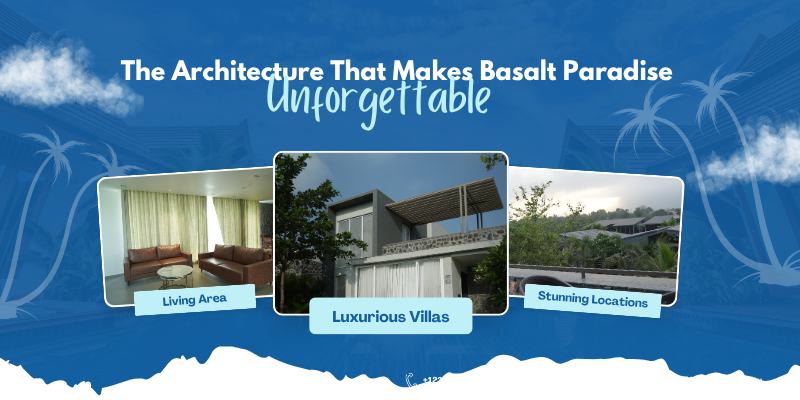 The Architecture That Makes Basalt Paradise
Unforgettable
Living Area
Luxurious Villas
Stunning Locations